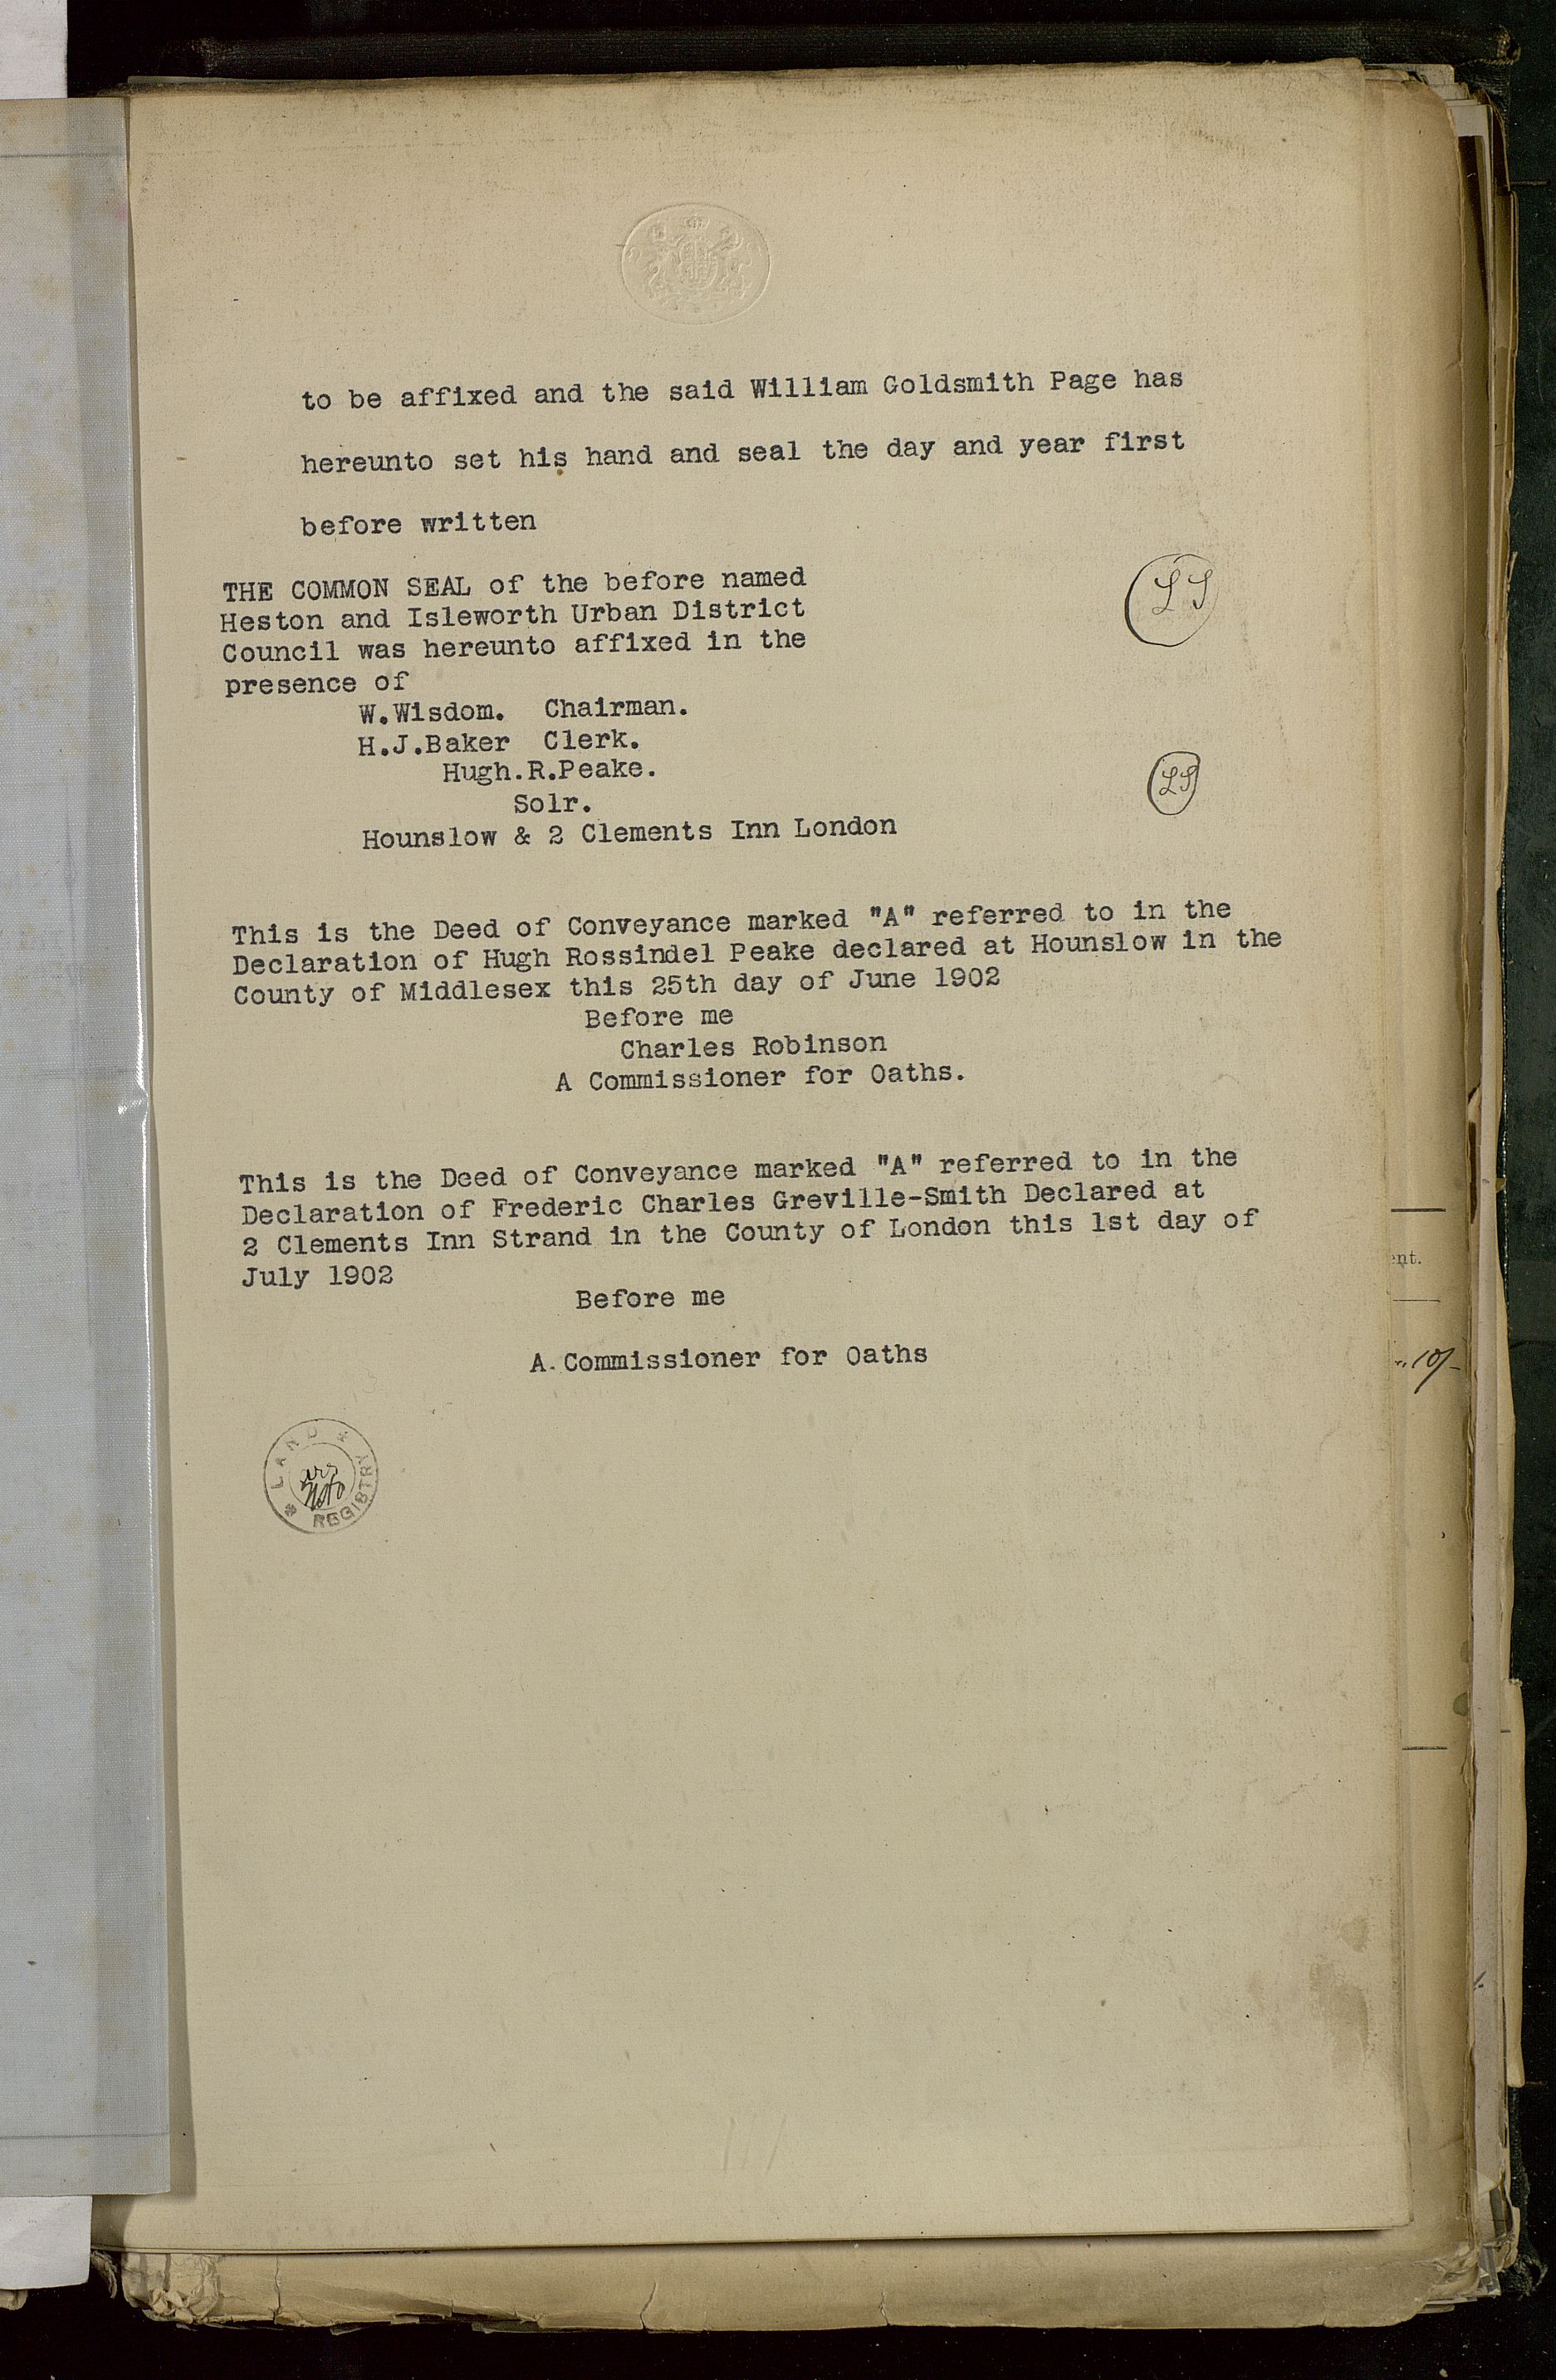 to be affixed and the said William Goldsmith Page has
hereunto set his hand and seal the day and year first
before written
THE COMMON SEAL of the before named
Heston and Isleworth Urban District
Council was hereunto affixed in the
presence of
LS
W.Wisdom. Chairman.
H.J.Baker Clerk.
Hugh.R.Peake.
Solr.
Hounslow & 2 Clements Inn London
LS
This is the Deed of Conveyance marked "A" referred to in the
Declaration of Hugh Rossindel Peake declared at Hounslow in the
County of Middlesex this 25th day of June 1902
Before me
Charles Robinson
A Commissioner for Oaths.
This is the Deed of Conveyance marked "A" referred to in the
Declaration of Frederic Charles Greville-Smith Declared at
2 Clements Inn Strand in the County of London this 1st day of
July 1902
Before me
A Commissioner for Oaths
LAND REGISTRY
ent.
10/-